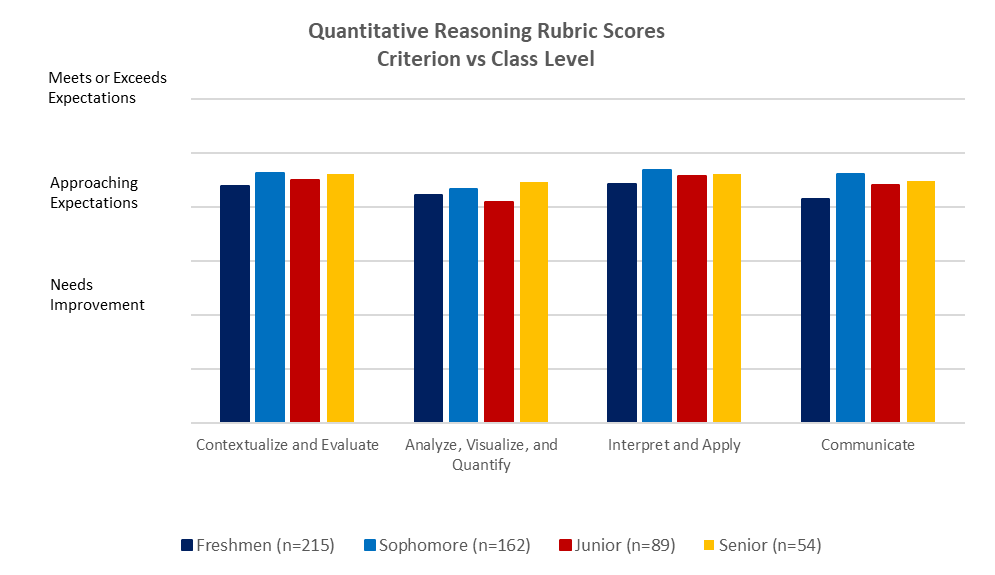 Quantitative Reasoning Rubric Scores
Criterion vs Class Level
Meets or Exceeds
Expectations
Approaching
Expectations
Needs
Improvement
Contextualize and Evaluate
Analyze, Visualize, and
Quantify
Interpret and Apply
Communicate
Freshmen (n=215)
Sophomore (n=162)
Junior (n=89)
Senior (n=54)